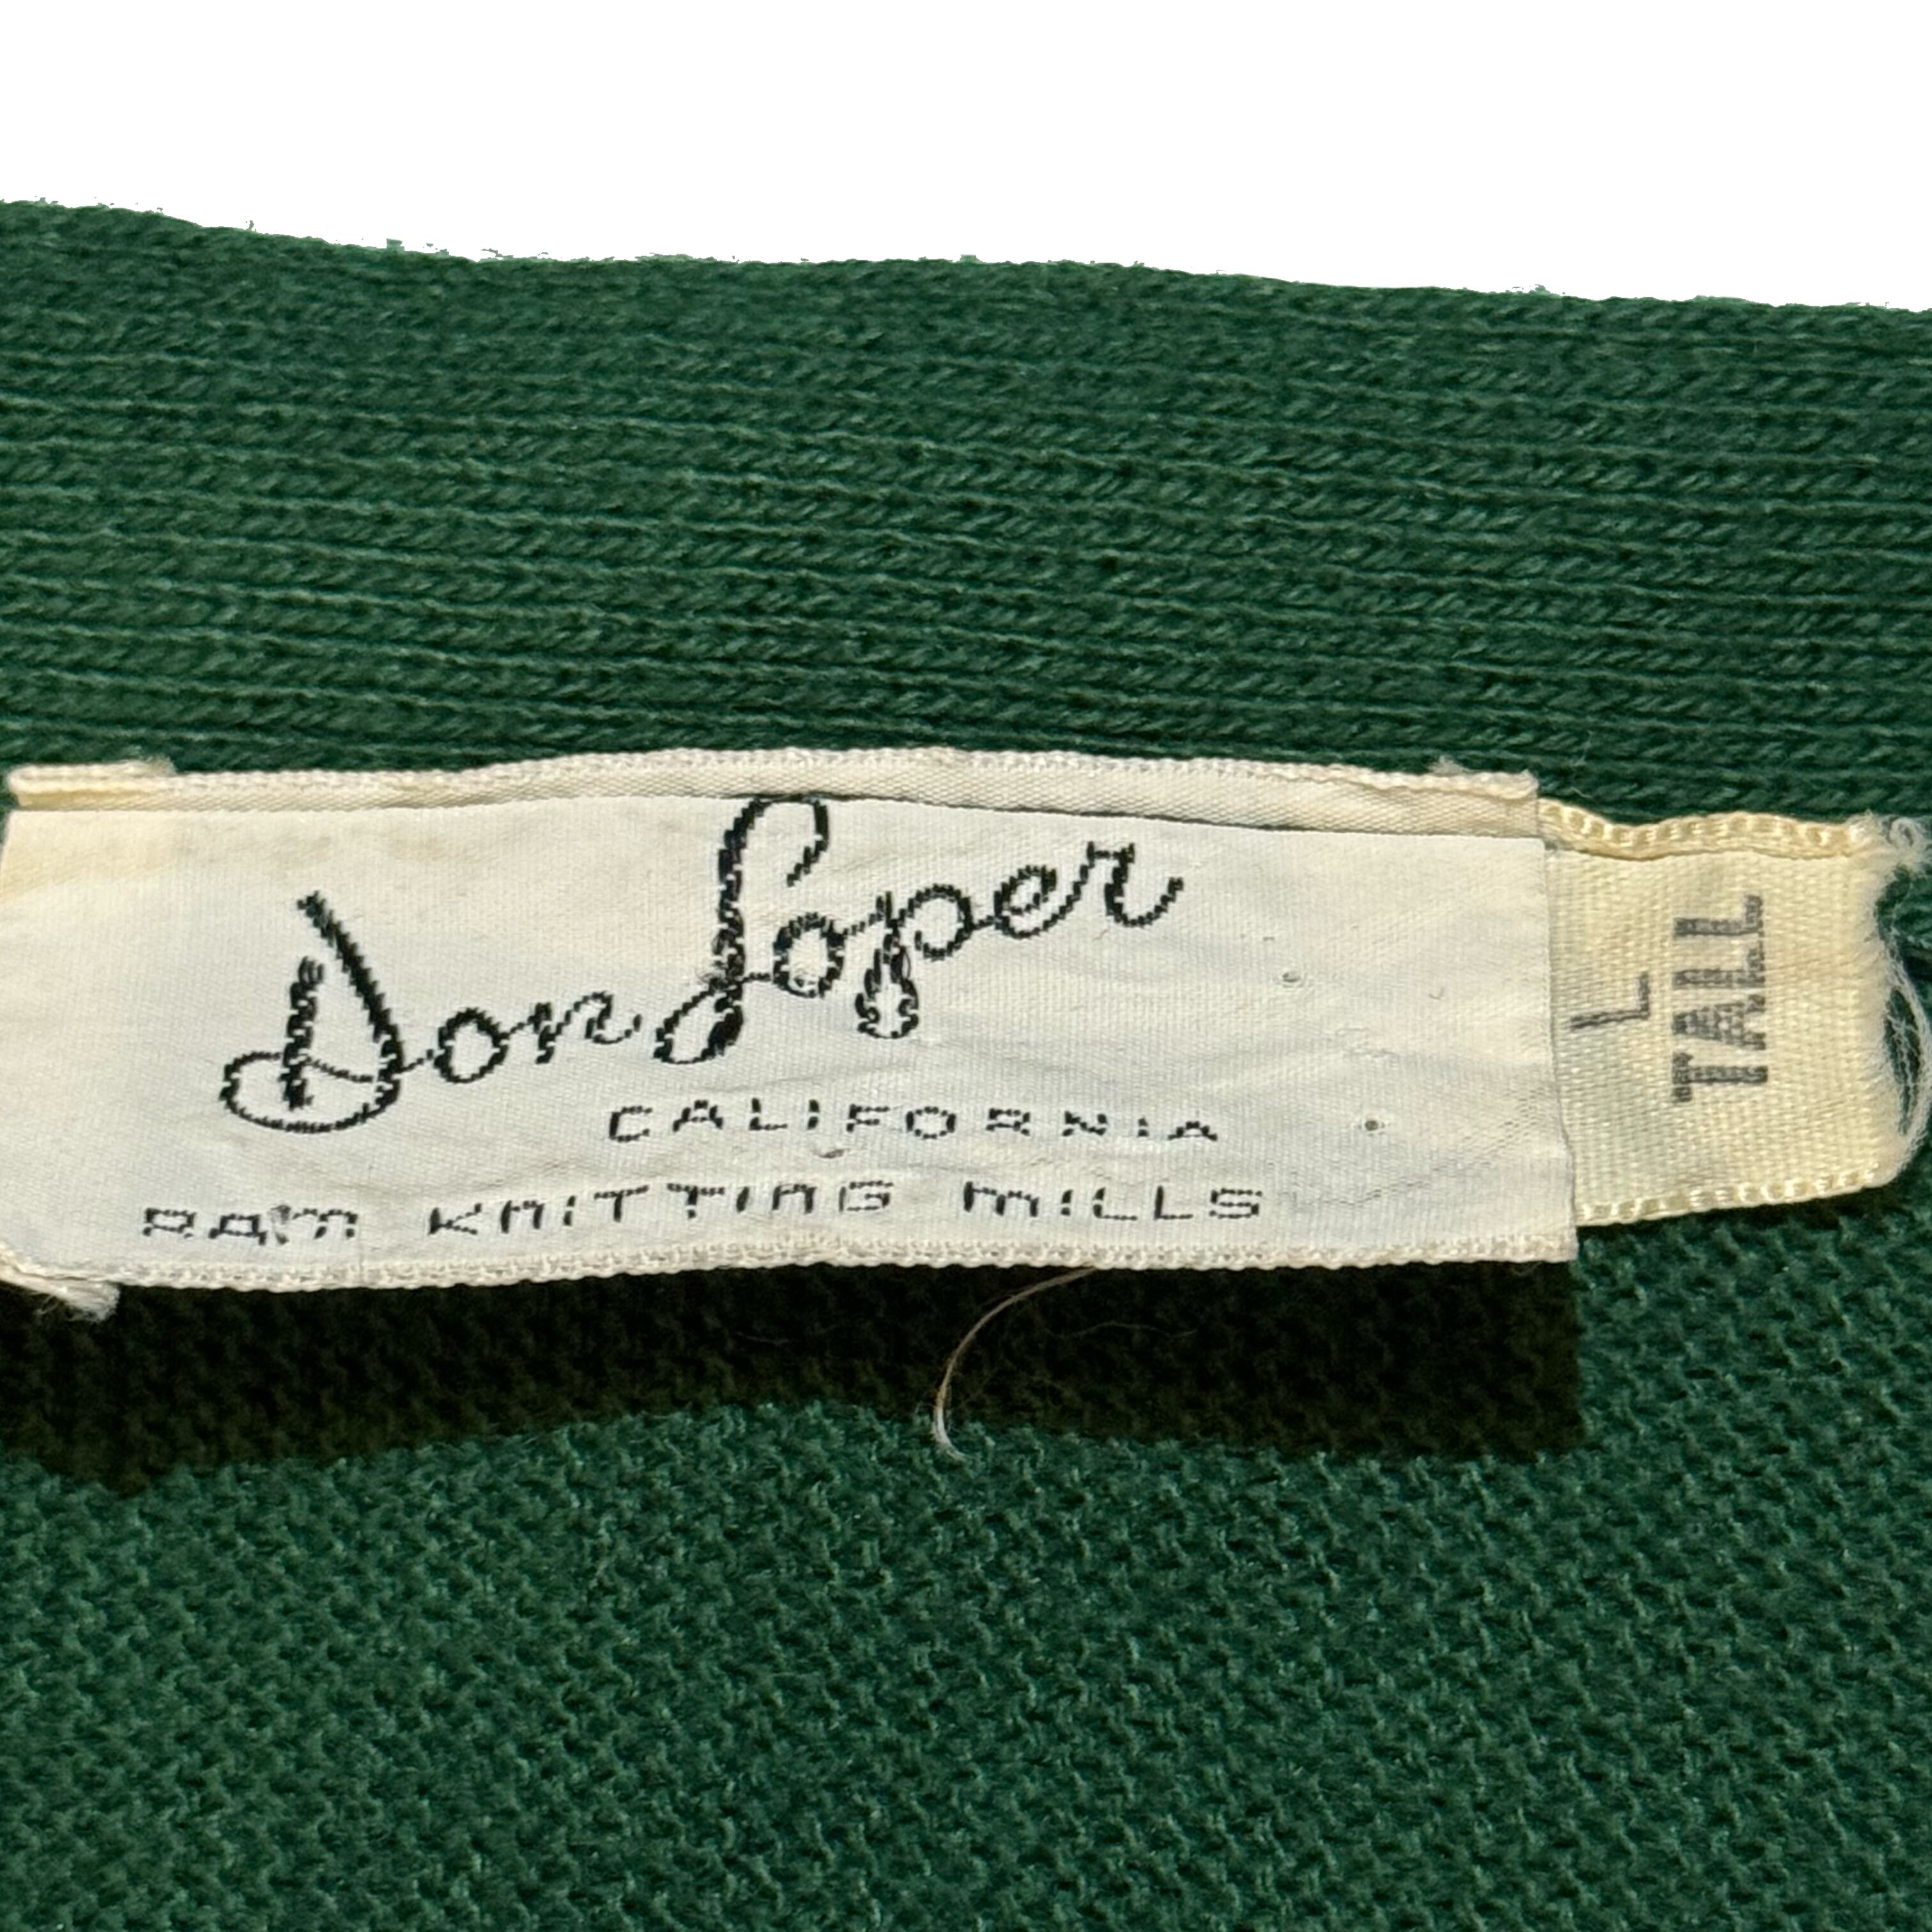 Don Loper
CALIFORNIA
RAM KNITTING MILLS
L
TALL